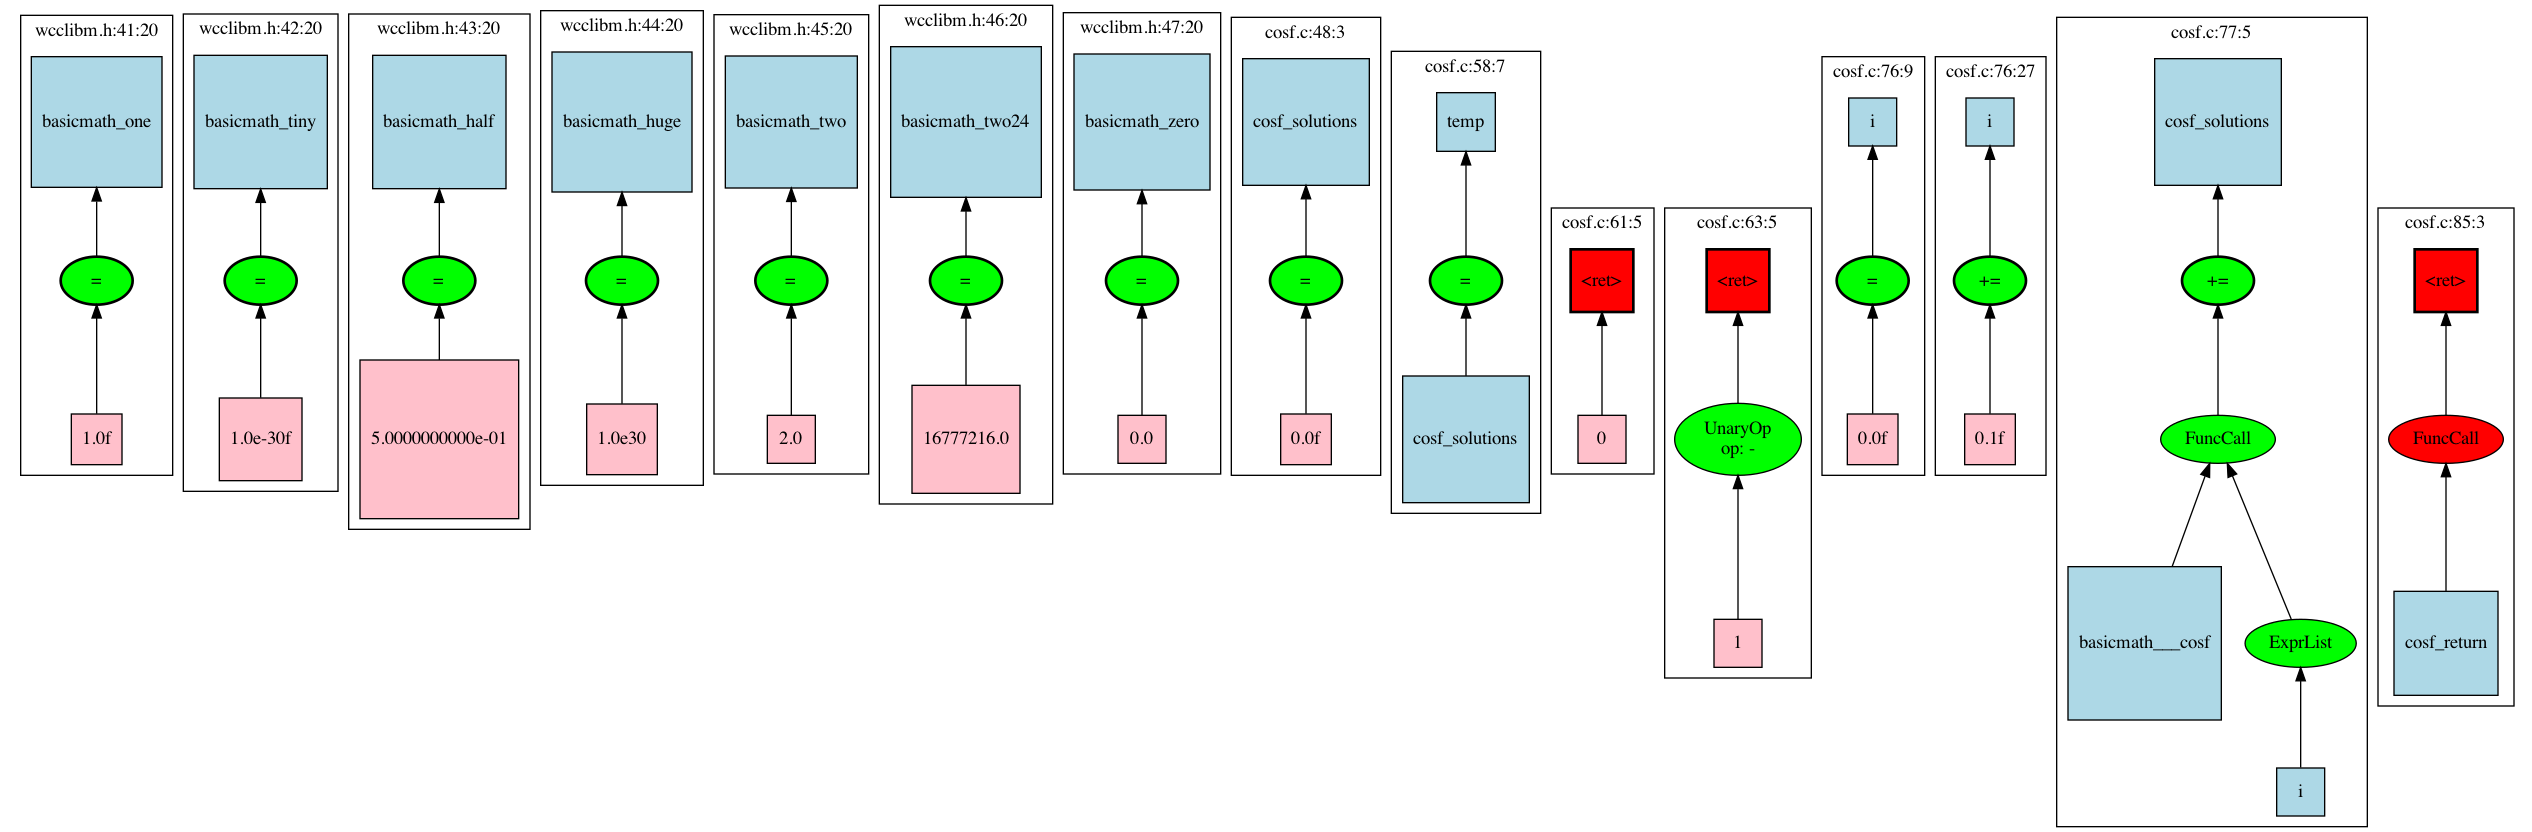 wcclibm.h:41:20
basicmath_one
=
1.0f
wcclibm.h:42:20
basicmath_tiny
=
1.0e-30f
wcclibm.h:43:20
basicmath_half
=
5.0000000000e-01
wcclibm.h:44:20
basicmath_huge
=
1.0e30
wcclibm.h:45:20
basicmath_two
=
2.0
wcclibm.h:46:20
basicmath_two24
=
16777216.0
wcclibm.h:47:20
basicmath_zero
=
0.0
cosf.c:48:3
cosf_solutions
=
0.0f
cosf.c:58:7
temp
=
cosf_solutions
cosf.c:61:5
<ret>
0
cosf.c:63:5
<ret>
UnaryOp
op: -
1
cosf.c:76:9
i
=
0.0f
cosf.c:76:27
i
+=
0.1f
cosf.c:77:5
cosf_solutions
+=
FuncCall
basicmath___cosf
ExprList
i
cosf.c:85:3
<ret>
FuncCall
cosf_return